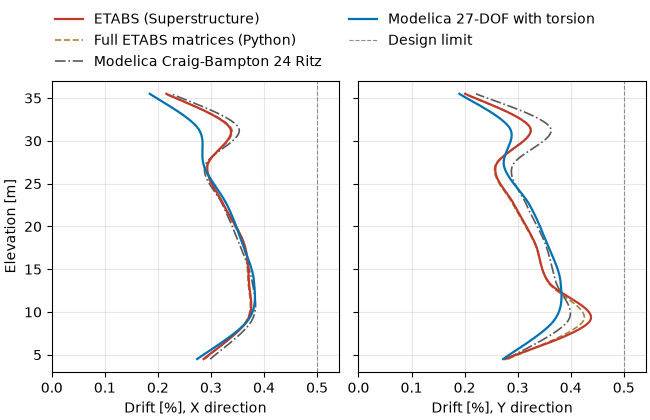 ETABS (Superstructure)
Full ETABS matrices (Python)
Modelica Craig-Bampton 24 Ritz
Modelica 27-DOF with torsion
Design limit
Elevation [m]
35
30
25
20
15
10
5
0.0 0.1 0.2 0.3 0.4 0.5
Drift [%], X direction
0.0 0.1 0.2 0.3 0.4 0.5
Drift [%], Y direction